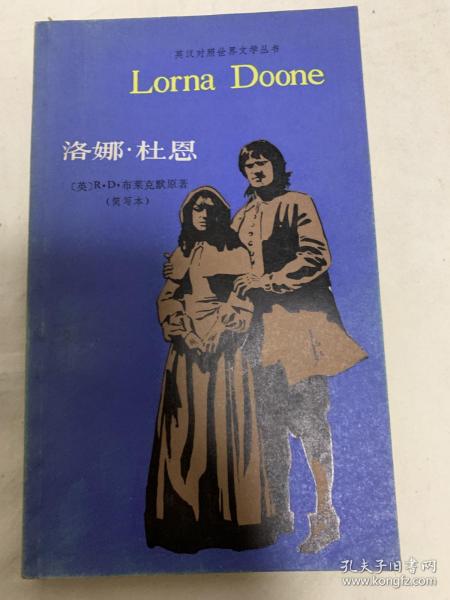 英汉对照世界文学丛书
Lorna Doone
洛娜·杜恩
〔英〕R·D·布莱克默原著
(简写本)
孔夫子旧书网
www.kongfz.com